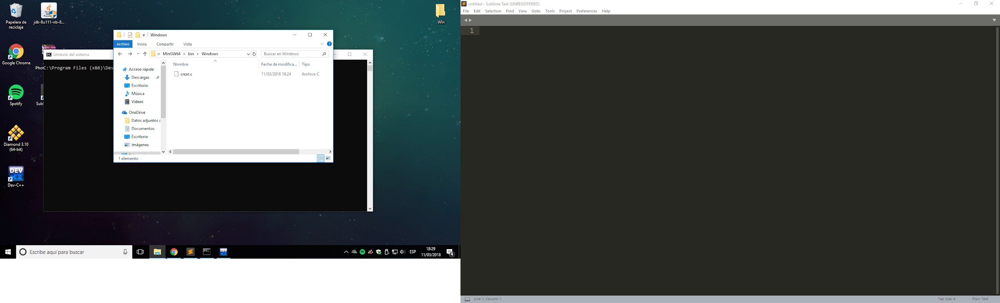 Papelera de
reciclaje
jdk-8u111-nb-8...
Google Chrome
Spotify
Diamond 3.10
(64-bit)
DEV
Dev-C++
WIn
Símbolo del sistema
C:\Program Files (x86)\Dev
Windows
Archivo
Inicio
Compartir
Vista
« MinGW64 > bin > Windows
Buscar en Windows
Nombre
Fecha de modifica...
Tipo
crear.c
11/03/2018 18:24
Archivo C
Acceso rápido
Descargas
Escritorio
Música
Vídeos
OneDrive
Datos adjuntos
Documentos
Escritorio
Imágenes
1 elemento
Escribe aquí para buscar
DEV
ESP
18:29
11/03/2018
4
untitled - Sublime Text (UNREGISTERED)
File Edit Selection Find View Goto Tools Project Preferences Help
1
Line 1, Column 1
Tab Size: 4
Plain Text